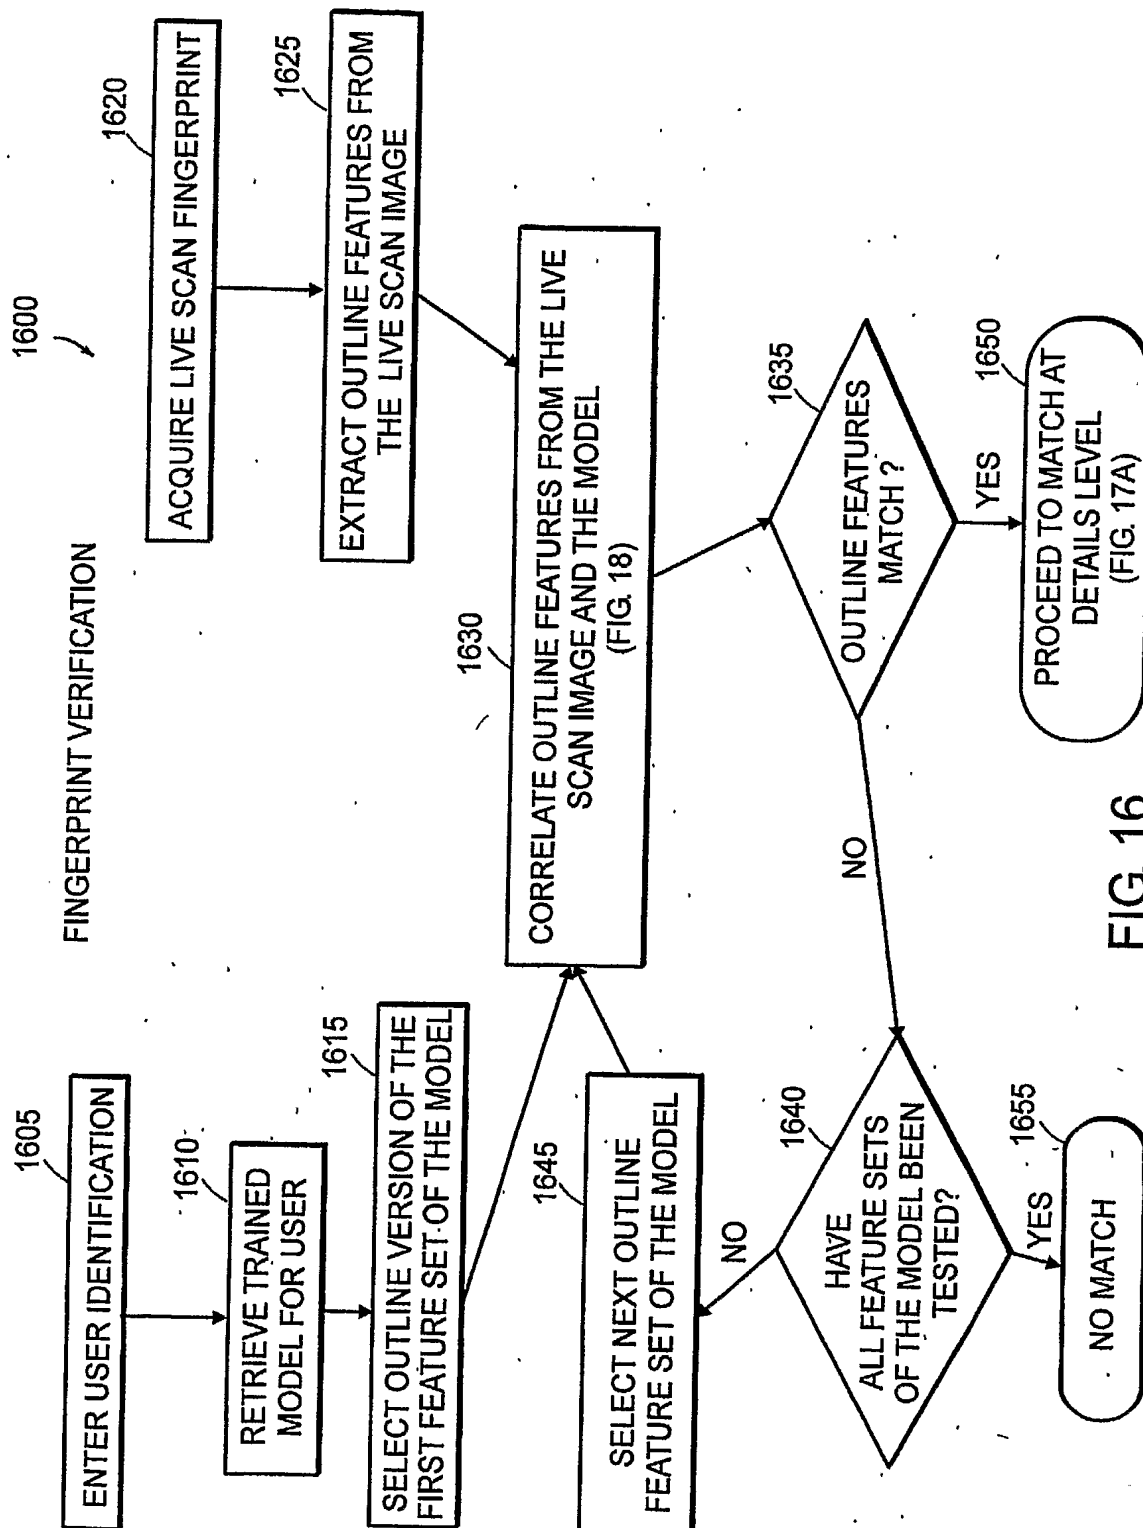 FINGERPRINT VERIFICATION
1600
1605
ENTER USER IDENTIFICATION
1610
RETRIEVE TRAINED
MODEL FOR USER
1615
SELECT OUTLINE VERSION OF THE
FIRST FEATURE SET OF THE MODEL
1620
ACQUIRE LIVE SCAN FINGERPRINT
1625
EXTRACT OUTLINE FEATURES FROM
THE LIVE SCAN IMAGE
1630
CORRELATE OUTLINE FEATURES FROM THE LIVE
SCAN IMAGE AND THE MODEL
(FIG. 18)
1645
SELECT NEXT OUTLINE
FEATURE SET OF THE MODEL
NO
1640
HAVE
ALL FEATURE SETS
OF THE MODEL BEEN
TESTED?
YES
1655
NO MATCH
NO
1635
OUTLINE FEATURES
MATCH ?
YES
1650
PROCEED TO MATCH AT
DETAILS LEVEL
(FIG. 17A)
FIG. 16